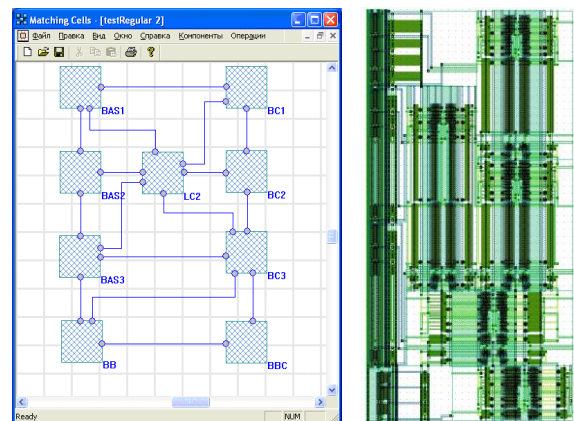 Matching Cells - [testRegular 2]
Файл Правка Вид Окно Справка Компоненты Операции
BAS1
BC1
BAS2
LC2
BC2
BAS3
BC3
BB
BBC
Ready
NUM